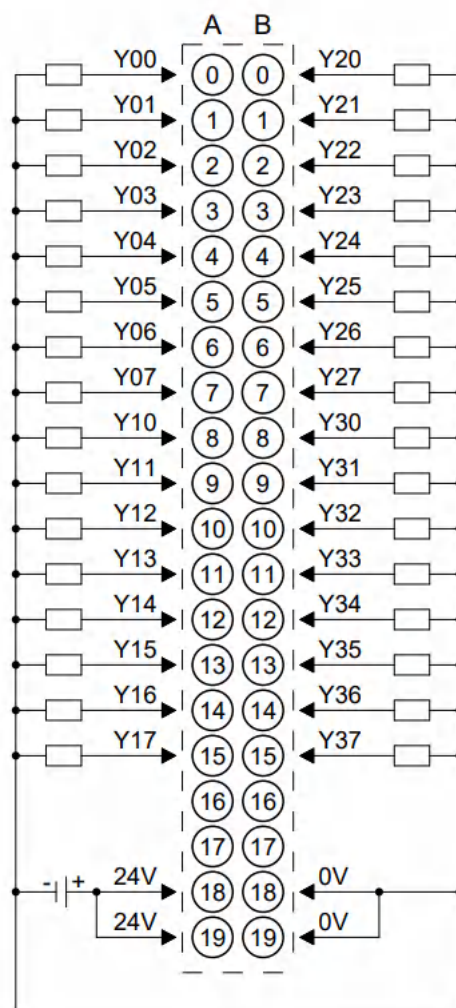 A B
Y00 0 0 Y20
Y01 1 1 Y21
Y02 2 2 Y22
Y03 3 3 Y23
Y04 4 4 Y24
Y05 5 5 Y25
Y06 6 6 Y26
Y07 7 7 Y27
Y10 8 8 Y30
Y11 9 9 Y31
Y12 10 10 Y32
Y13 11 11 Y33
Y14 12 12 Y34
Y15 13 13 Y35
Y16 14 14 Y36
Y17 15 15 Y37
16 16
17 17
- + 24V 18 18 0V
24V 19 19 0V